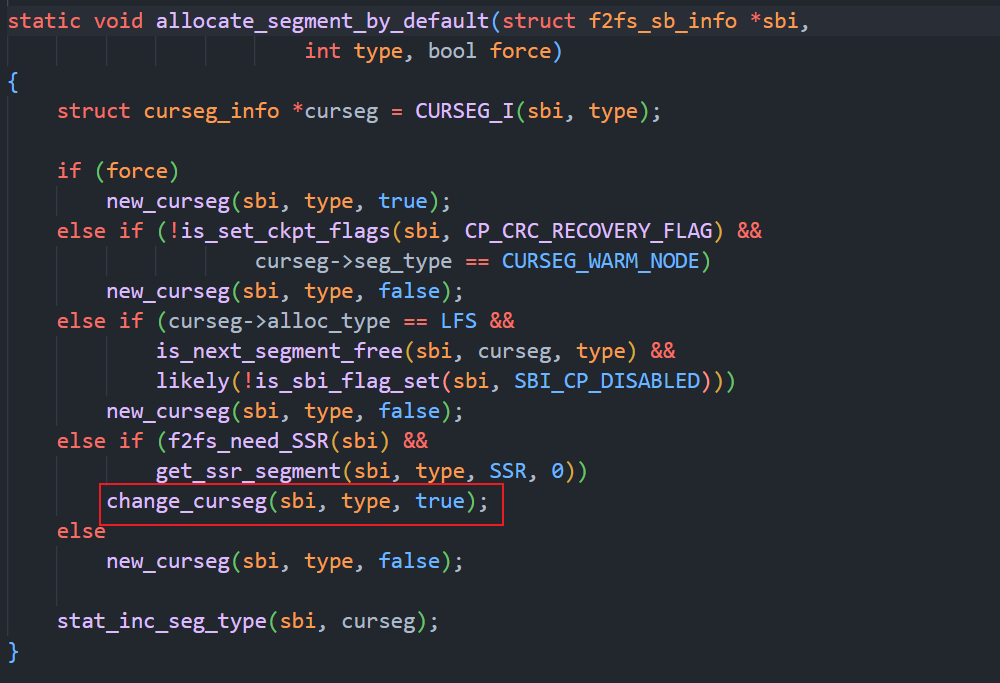 static void allocate_segment_by_default(struct f2fs_sb_info *sbi,
int type, bool force)
{
struct curseg_info *curseg = CURSEG_I(sbi, type);
if (force)
new_curseg(sbi, type, true);
else if (!is_set_ckpt_flags(sbi, CP_CRC_RECOVERY_FLAG) &&
curseg->seg_type == CURSEG_WARM_NODE)
new_curseg(sbi, type, false);
else if (curseg->alloc_type == LFS &&
is_next_segment_free(sbi, curseg, type) &&
likely(!is_sbi_flag_set(sbi, SBI_CP_DISABLED)))
new_curseg(sbi, type, false);
else if (f2fs_need_SSR(sbi) &&
get_ssr_segment(sbi, type, SSR, 0))
change_curseg(sbi, type, true);
else
new_curseg(sbi, type, false);
stat_inc_seg_type(sbi, curseg);
}